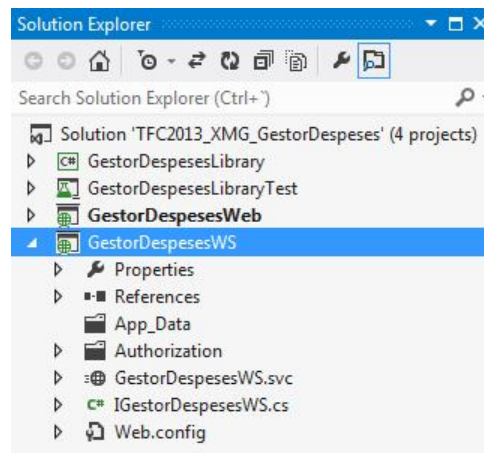 Solution Explorer
Search Solution Explorer (Ctrl+`)
Solution 'TFC2013_XMG_GestorDespeses' (4 projects)
C# GestorDespesesLibrary
GestorDespesesLibraryTest
GestorDespesesWeb
GestorDespesesWS
Properties
References
App_Data
Authorization
GestorDespesesWS.svc
C# IGestorDespesesWS.cs
Web.config